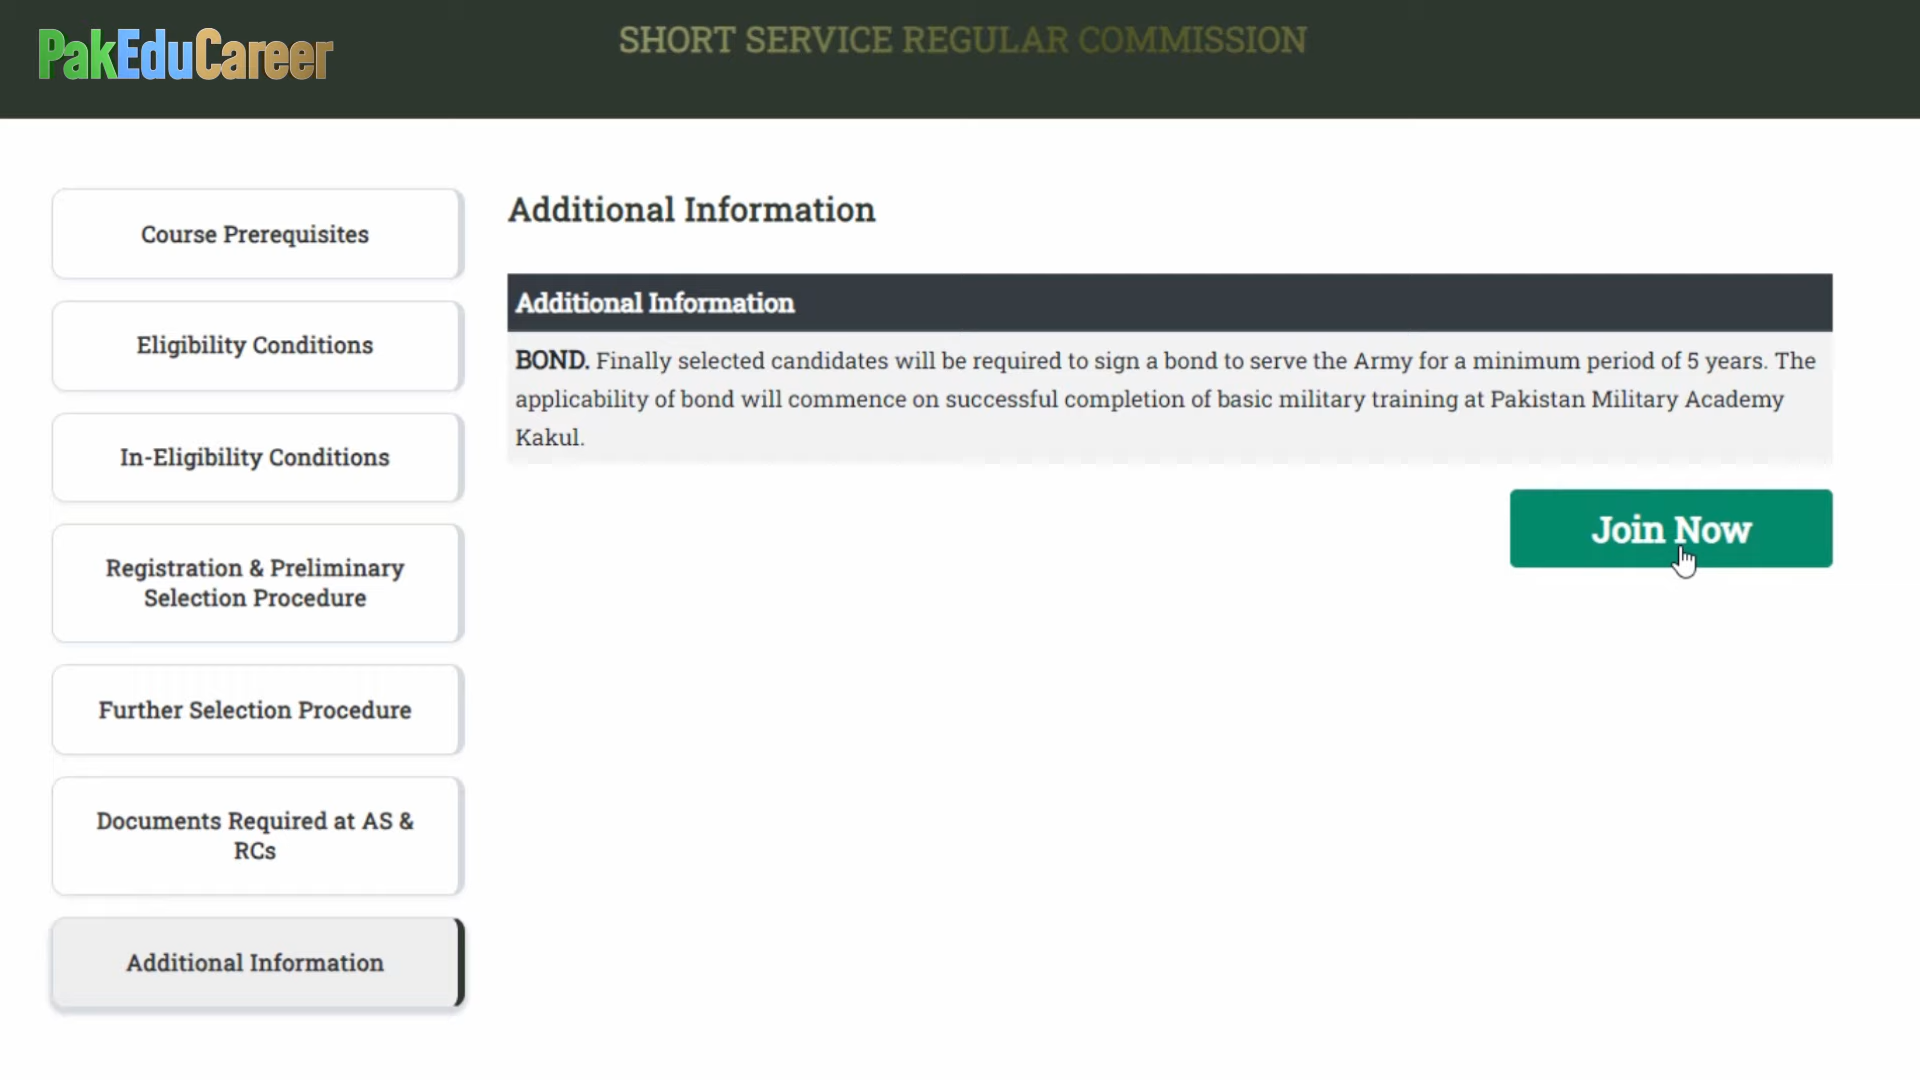 PakEduCareer
SHORT SERVICE REGULAR COMMISSION
Course Prerequisites
Eligibility Conditions
In-Eligibility Conditions
Registration & Preliminary
Selection Procedure
Further Selection Procedure
Documents Required at AS &
RCs
Additional Information
Additional Information
Additional Information
BOND. Finally selected candidates will be required to sign a bond to serve the Army for a minimum period of 5 years. The
applicability of bond will commence on successful completion of basic military training at Pakistan Military Academy
Kakul.
Join Now